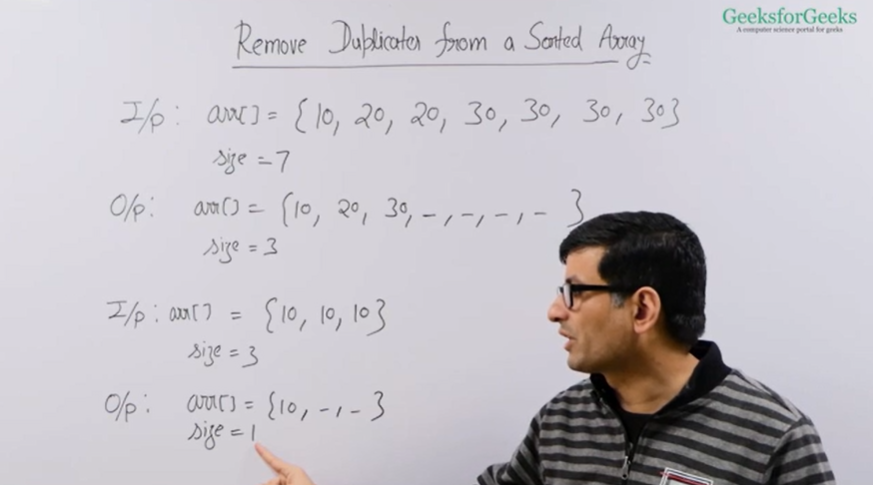 GeeksforGeeks
A computer science portal for geeks
Remove Duplicates from a Sorted Array
I/p : arr[] = {10, 20, 20, 30, 30, 30, 30}
size = 7
O/p : arr[] = {10, 20, 30, –, –, –, – }
size = 3
I/p : arr[] = {10, 10, 10}
size = 3
O/p : arr[] = {10, –, – }
size = 1